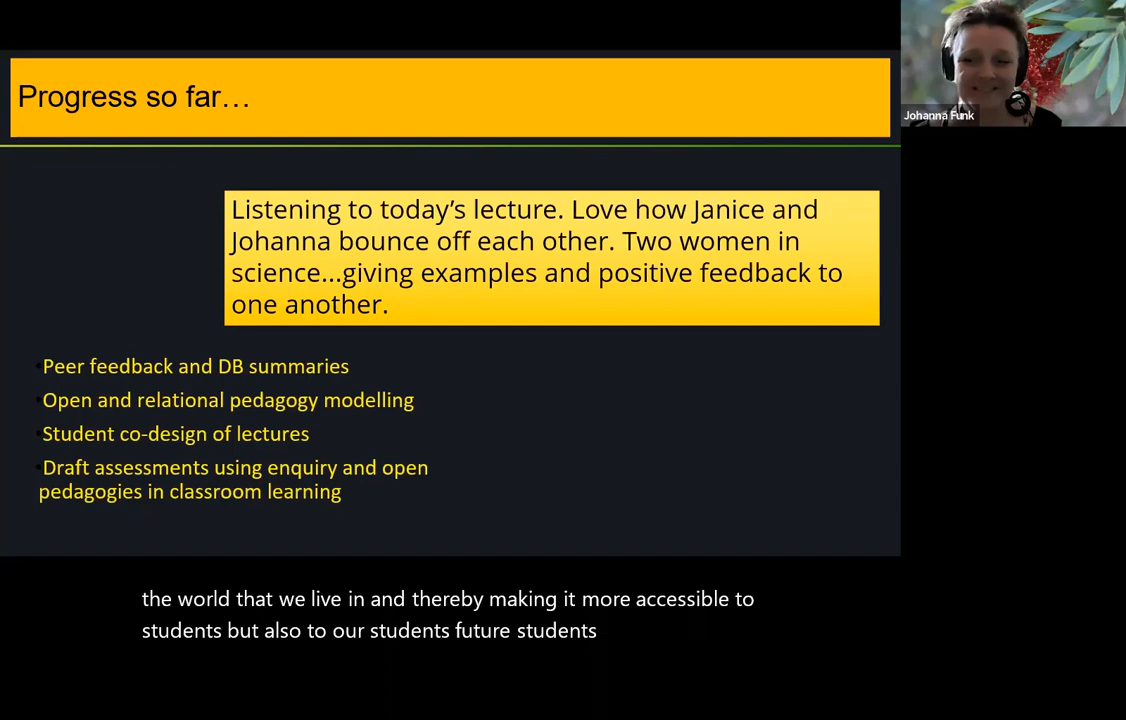 Progress so far…
Johanna Funk
Listening to today's lecture. Love how Janice and
Johanna bounce off each other. Two women in
science...giving examples and positive feedback to
one another.
•Peer feedback and DB summaries
•Open and relational pedagogy modelling
•Student co-design of lectures
•Draft assessments using enquiry and open
pedagogies in classroom learning
the world that we live in and thereby making it more accessible to
students but also to our students future students